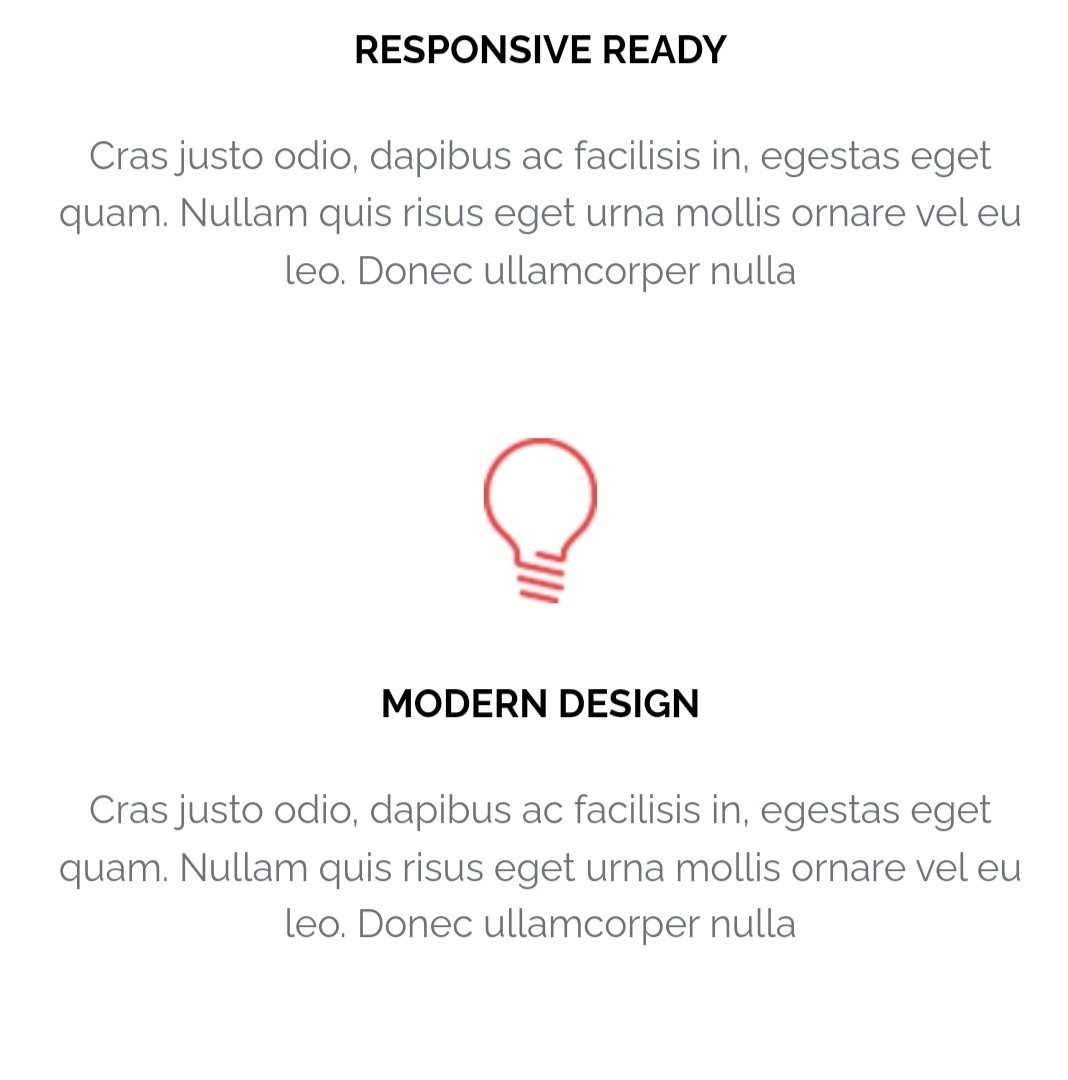 RESPONSIVE READY
Cras justo odio, dapibus ac facilisis in, egestas eget
quam. Nullam quis risus eget urna mollis ornare vel eu
leo. Donec ullamcorper nulla
MODERN DESIGN
Cras justo odio, dapibus ac facilisis in, egestas eget
quam. Nullam quis risus eget urna mollis ornare vel eu
leo. Donec ullamcorper nulla